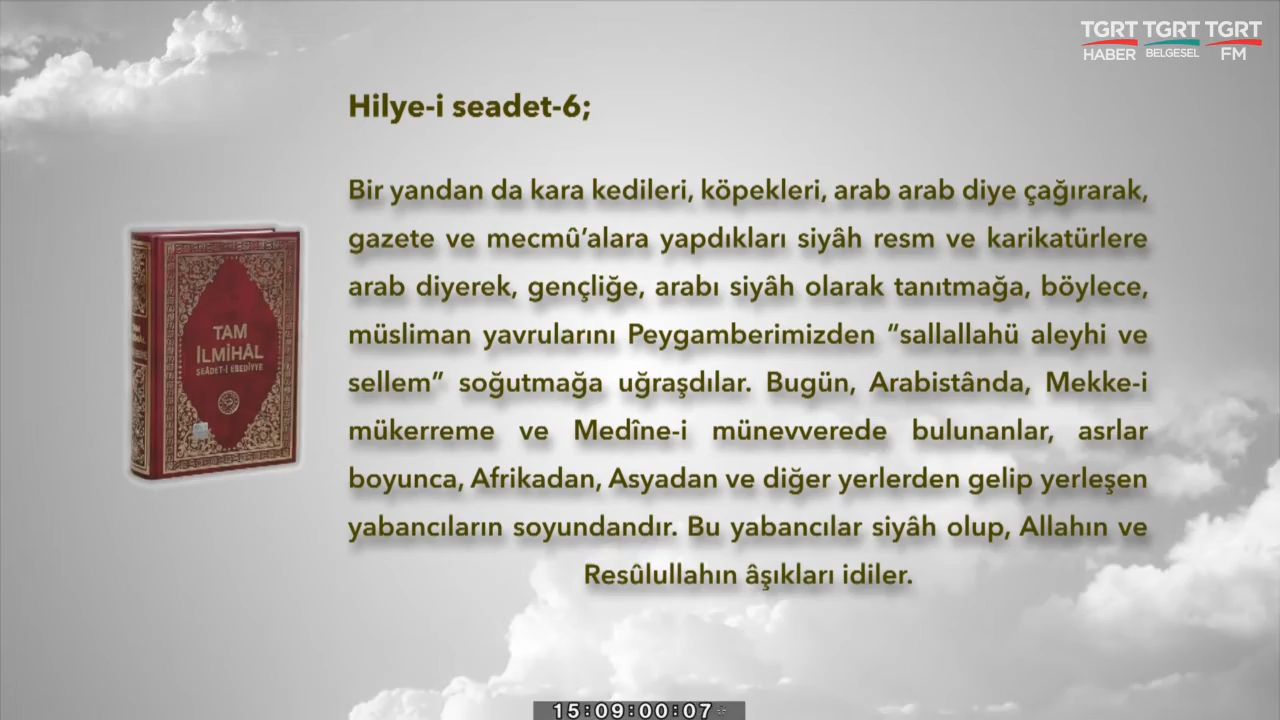 TGRT TGRT TGRT
HABER BELGESEL FM
Hilye-i seadet-6;
Bir yandan da kara kedileri, köpekleri, arab arab diye çağırarak,
gazete ve mecmû’alara yapdıkları siyâh resm ve karikatürlere
arab diyerek, gençliğe, arabı siyâh olarak tanıtmağa, böylece,
müsliman yavrularını Peygamberimizden “sallallahü aleyhi ve
sellem” soğutmağa uğraşdılar. Bugün, Arabistânda, Mekke-i
mükerreme ve Medîne-i münevverede bulunanlar, asrlar
boyunca, Afrikadan, Asyadan ve diğer yerlerden gelip yerleşen
yabancıların soyundandır. Bu yabancılar siyâh olup, Allahın ve
Resûlullahın âşıkları idiler.
TAM
İLMİHÂL
SEÂDET-İ EBEDİYYE
15:09:00:07